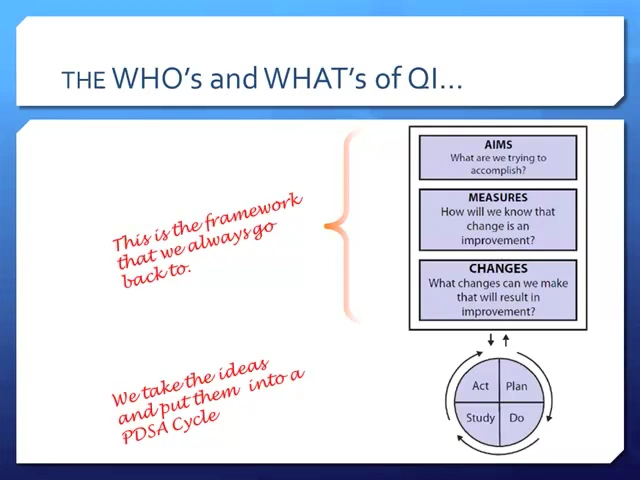 THE WHO's and WHAT's of QI...
This is the framework
that we always go
back to.
AIMS
What are we trying to
accomplish?
MEASURES
How will we know that
change is an
improvement?
CHANGES
What changes can we make
that will result in
improvement?
We take the ideas
and put them into a
PDSA Cycle
Act
Plan
Study
Do